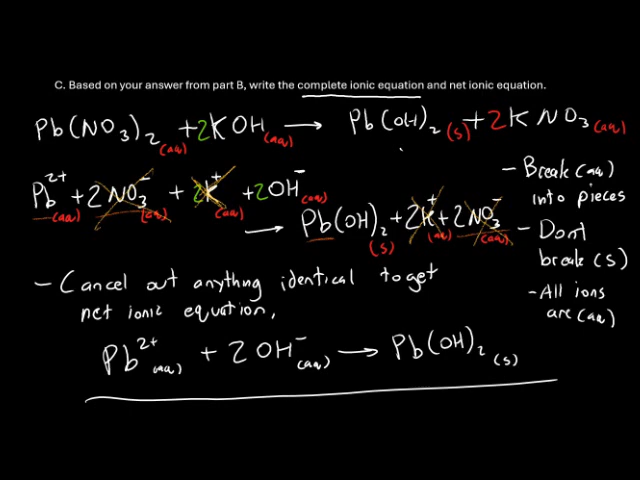 C. Based on your answer from part B, write the complete ionic equation and net ionic equation.
Pb(NO₃)₂ (aq) + 2KOH (aq) → Pb(OH)₂ (s) + 2KNO₃ (aq)
Pb²⁺ (aq) + 2NO₃⁻ (aq) + 2K⁺ (aq) + 2OH⁻ (aq)
→ Pb(OH)₂ (s) + 2K⁺ (aq) + 2NO₃⁻ (aq)
- Break (aq)
into pieces
- Dont
break (s)
- All ions
are (aq)
- Cancel out anything identical to get
net ionic equation.
Pb²⁺ (aq) + 2OH⁻ (aq) → Pb(OH)₂ (s)